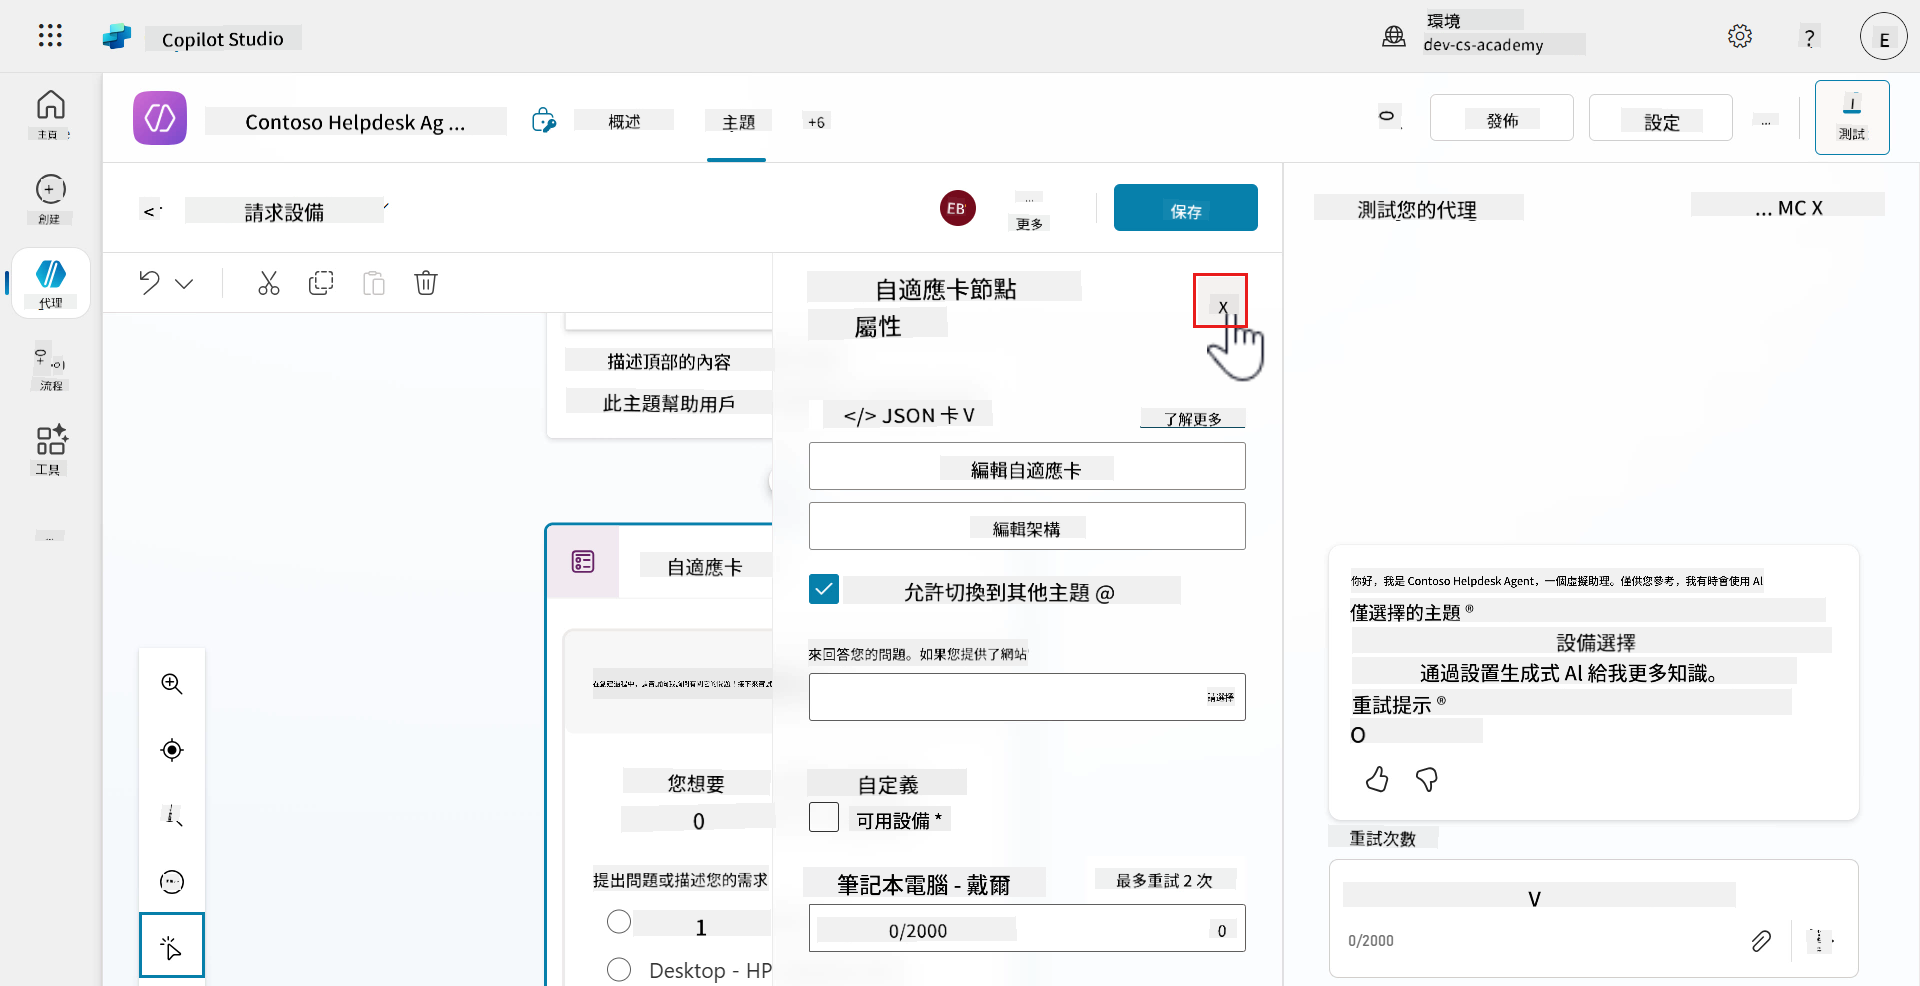 Copilot Studio
環境
dev-cs-academy
?
E
主頁
創建
代理
流程
工具
...
Contoso Helpdesk Ag ...
概述
主題
+6
發佈
設定
...
測試
<
請求設備
EB
...
更多
保存
描述頂部的內容
此主題幫助用戶
自適應卡
您想要
0
提出問題或描述您的需求
1
Desktop - HP
自適應卡節點
屬性
X
</> JSON 卡 V
了解更多
編輯自適應卡
編輯架構
允許切換到其他主題 @
來回答您的問題。如果您提供了網站
請選擇
自定義
可用設備 *
筆記本電腦 - 戴爾
最多重試 2 次
0/2000
0
測試您的代理
... MC X
你好，我是 Contoso Helpdesk Agent，一個虛擬助理。僅供您參考，我有時會使用 AI
僅選擇的主題 ®
設備選擇
通過設置生成式 AI 給我更多知識。
重試提示 ®
O
重試次數
V
0/2000